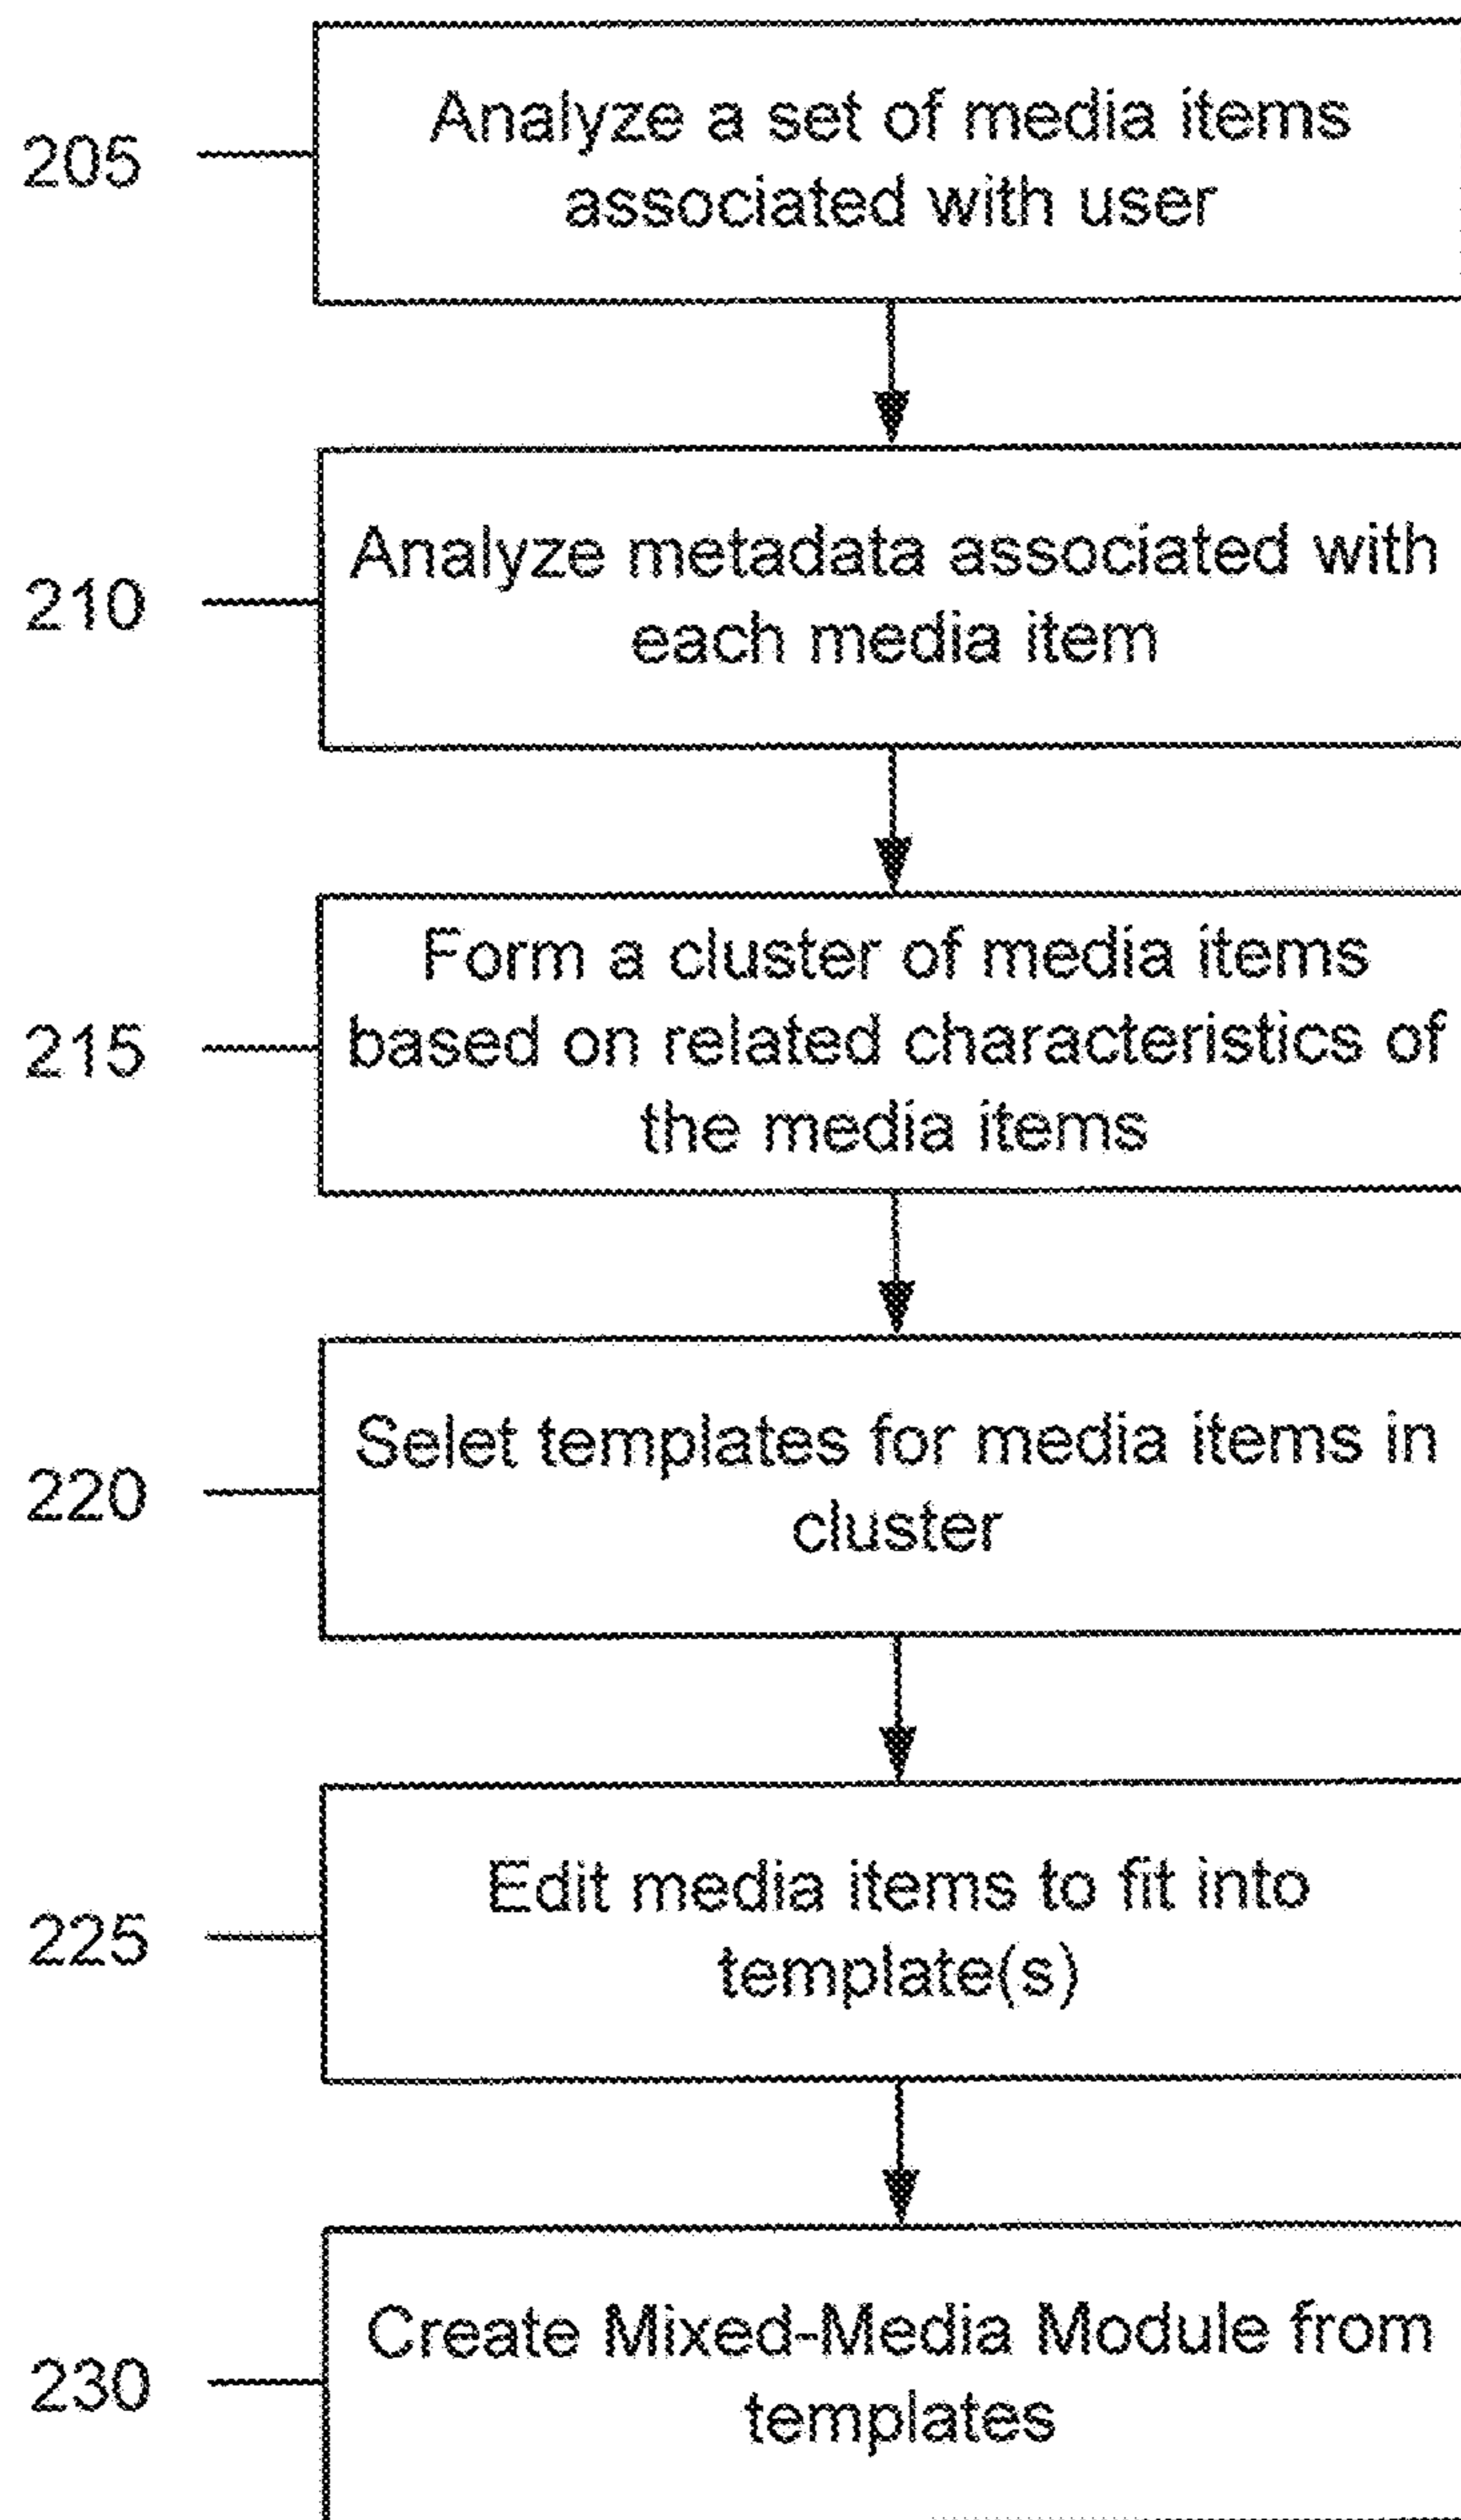 205
Analyze a set of media items
associated with user
210
Analyze metadata associated with
each media item
215
Form a cluster of media items
based on related characteristics of
the media items
220
Selet templates for media items in
cluster
225
Edit media items to fit into
template(s)
230
Create Mixed-Media Module from
templates